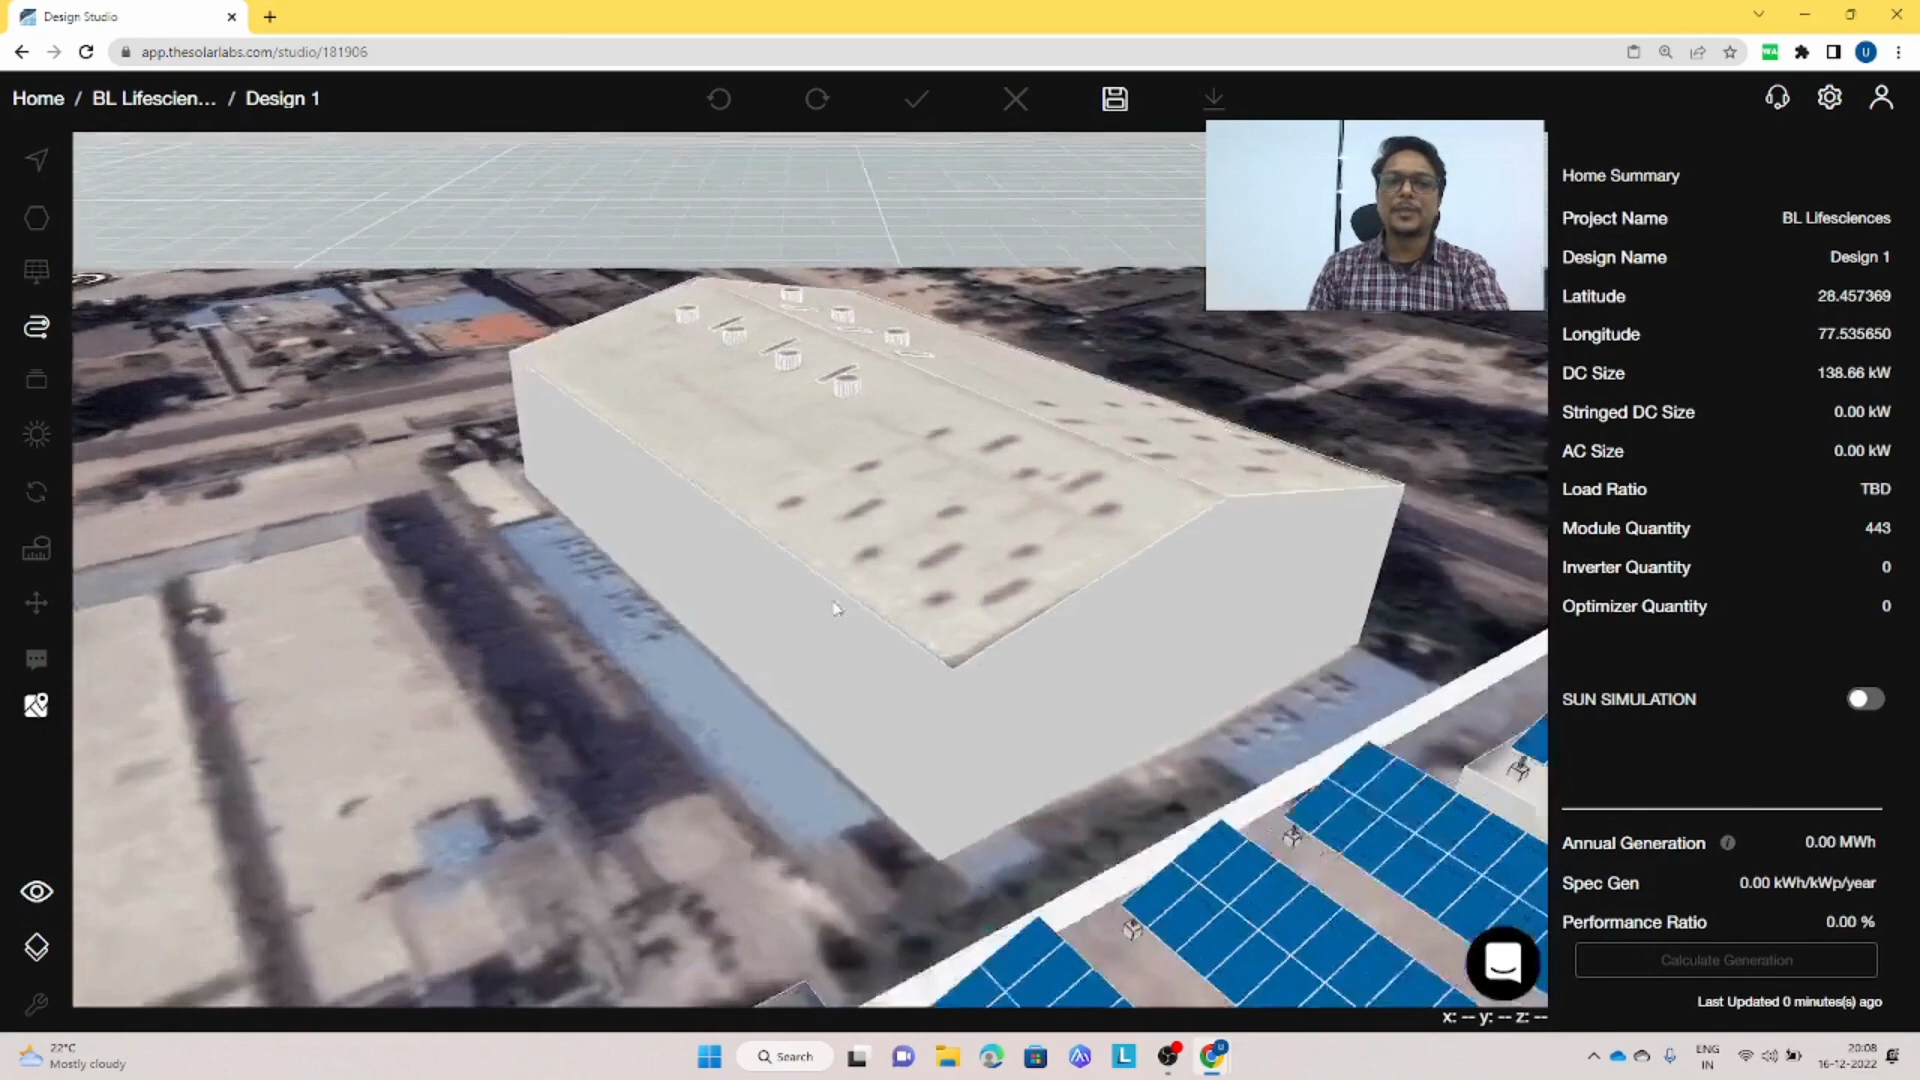 Design Studio
app.thesolarlabs.com/studio/181906
WA
U
Home / BL Lifescien... / Design 1
Home Summary
Project Name BL Lifesciences
Design Name Design 1
Latitude 28.457369
Longitude 77.535650
DC Size 138.66 kW
Stringed DC Size 0.00 kW
AC Size 0.00 kW
Load Ratio TBD
Module Quantity 443
Inverter Quantity 0
Optimizer Quantity 0
SUN SIMULATION
Annual Generation 0.00 MWh
Spec Gen 0.00 kWh/kWp/year
Performance Ratio 0.00 %
Calculate Generation
Last Updated 0 minutes(s) ago
x: -- y: -- z: --
22°C
Mostly cloudy
Search
L
U
ENG
IN
20:08
16-12-2022